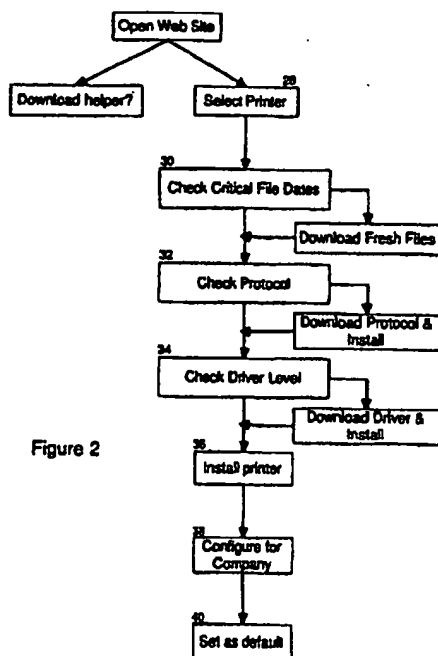 Open Web Site
Download helper?
28
Select Printer
30
Check Critical File Dates
Download Fresh Files
32
Check Protocol
Download Protocol &
Install
34
Check Driver Level
Download Driver &
Install
Figure 2
36
Install printer
38
Configure for
Company
40
Set as default